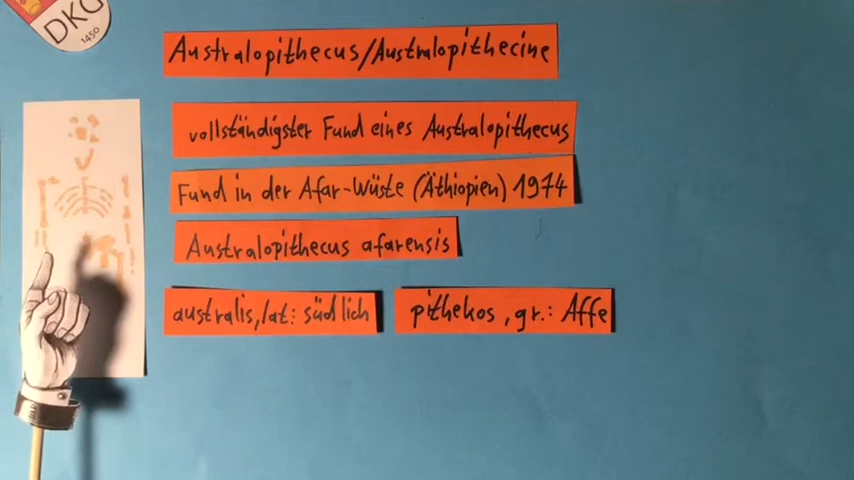 DKG
1450
Australopithecus/Australopithecine
vollständigster Fund eines Australopithecus
Fund in der Afar-Wüste (Äthiopien) 1974
Australopithecus afarensis
australis, lat: südlich
pithekos, gr.: Affe